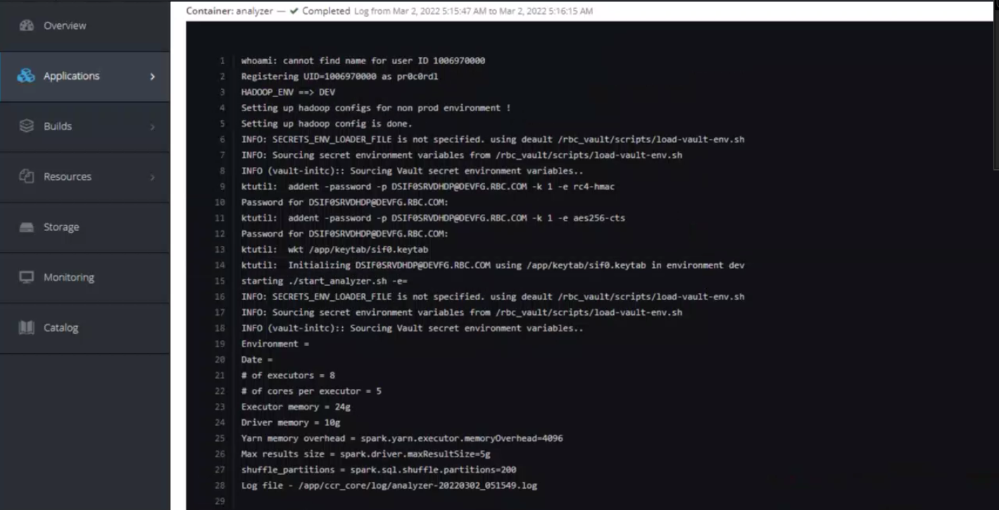 Container: analyzer — Completed Log from Mar 2, 2022 5:15:47 AM to Mar 2, 2022 5:16:15 AM
Overview
Applications
Builds
Resources
Storage
Monitoring
Catalog
1 whoami: cannot find name for user ID 1006970000
2 Registering UID=1006970000 as pr0c0rdl
3 HADOOP_ENV ==> DEV
4 Setting up hadoop configs for non prod environment !
5 Setting up hadoop config is done.
6 INFO: SECRETS_ENV_LOADER_FILE is not specified. using deault /rbc_vault/scripts/load-vault-env.sh
7 INFO: Sourcing secret environment variables from /rbc_vault/scripts/load-vault-env.sh
8 INFO (vault-initc):: Sourcing Vault secret environment variables..
9 ktutil:  addent -password -p DSIF0SRVDHDP@DEVFG.RBC.COM -k 1 -e rc4-hmac
10 Password for DSIF0SRVDHDP@DEVFG.RBC.COM:
11 ktutil:  addent -password -p DSIF0SRVDHDP@DEVFG.RBC.COM -k 1 -e aes256-cts
12 Password for DSIF0SRVDHDP@DEVFG.RBC.COM:
13 ktutil:  wkt /app/keytab/sif0.keytab
14 ktutil:  Initializing DSIF0SRVDHDP@DEVFG.RBC.COM using /app/keytab/sif0.keytab in environment dev
15 starting ./start_analyzer.sh -e=
16 INFO: SECRETS_ENV_LOADER_FILE is not specified. using deault /rbc_vault/scripts/load-vault-env.sh
17 INFO: Sourcing secret environment variables from /rbc_vault/scripts/load-vault-env.sh
18 INFO (vault-initc):: Sourcing Vault secret environment variables..
19 Environment =
20 Date =
21 # of executors = 8
22 # of cores per executor = 5
23 Executor memory = 24g
24 Driver memory = 10g
25 Yarn memory overhead = spark.yarn.executor.memoryOverhead=4096
26 Max results size = spark.driver.maxResultSize=5g
27 shuffle_partitions = spark.sql.shuffle.partitions=200
28 Log file - /app/ccr_core/log/analyzer-20220302_051549.log
29